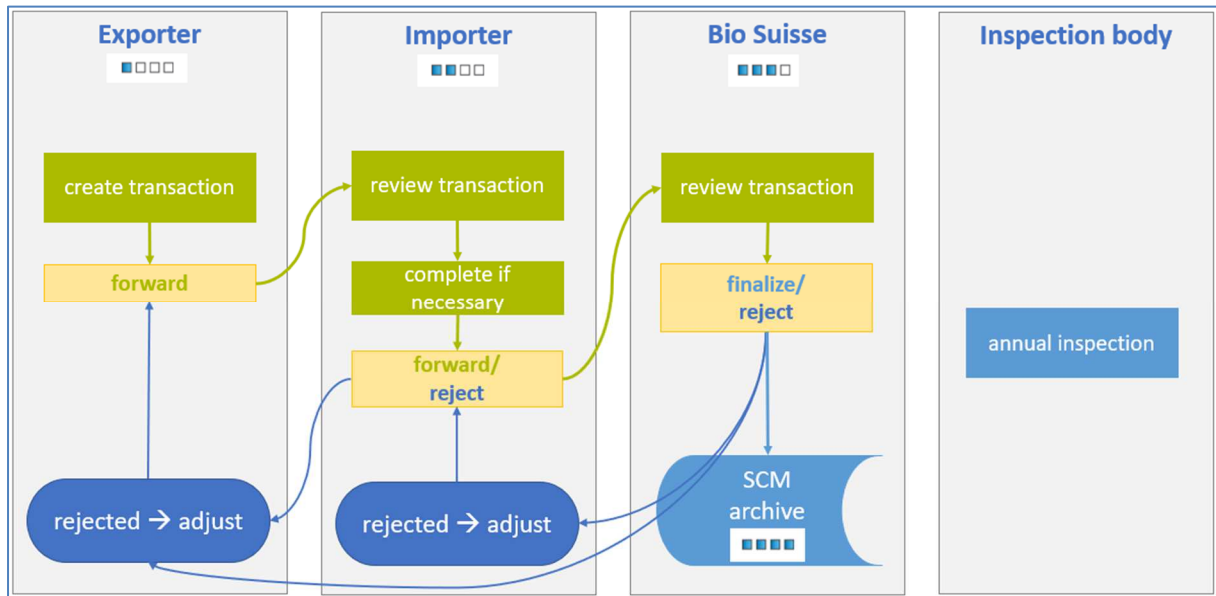 Exporter
create transaction
forward
rejected → adjust
Importer
review transaction
complete if
necessary
forward/
reject
rejected → adjust
Bio Suisse
review transaction
finalize/
reject
SCM
archive
Inspection body
annual inspection